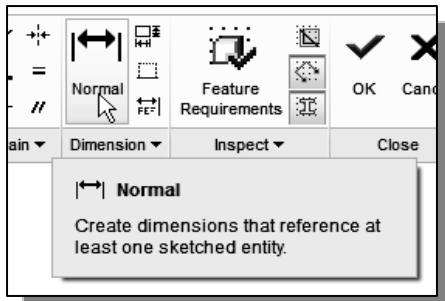 Normal
Feature
Requirements
OK
Canc
REF
ain ▾
Dimension ▾
Inspect ▾
Close
Normal
Create dimensions that reference at
least one sketched entity.